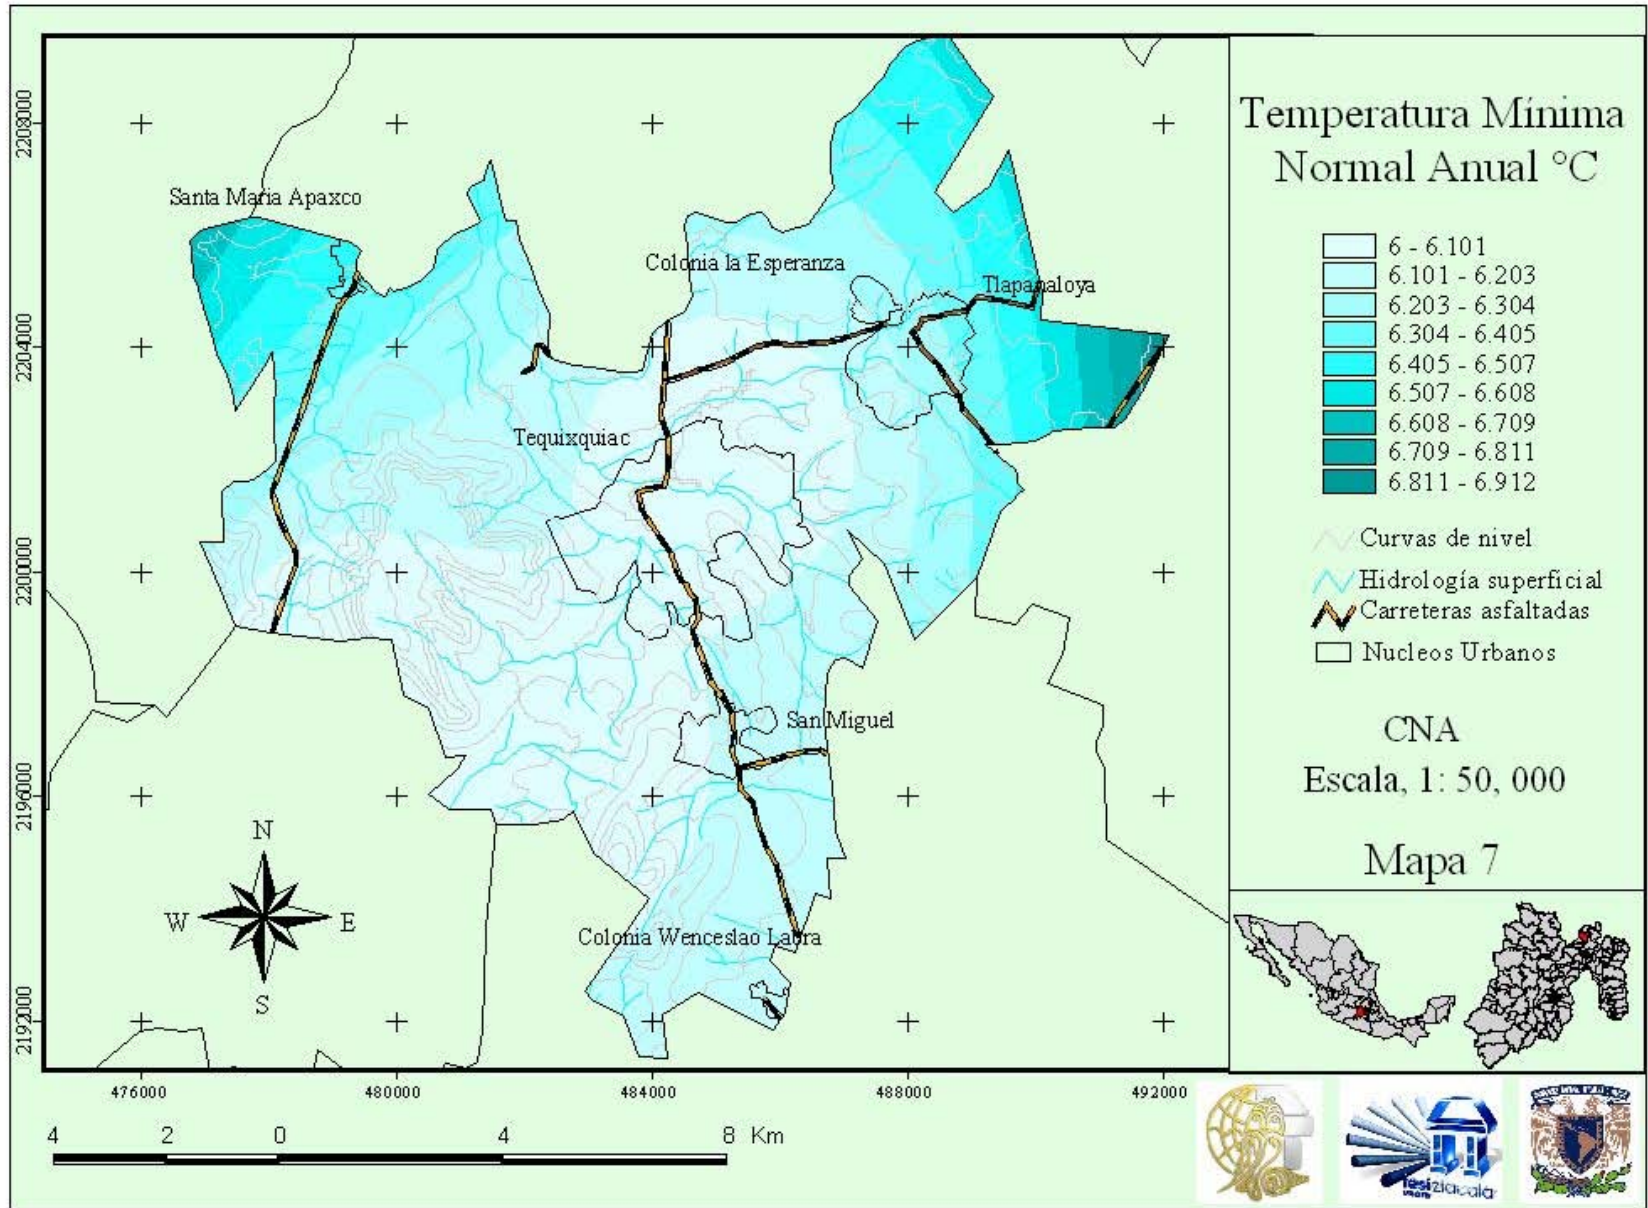 Temperatura Mínima
Normal Anual °C
6 - 6.101
6.101 - 6.203
6.203 - 6.304
6.304 - 6.405
6.405 - 6.507
6.507 - 6.608
6.608 - 6.709
6.709 - 6.811
6.811 - 6.912
Curvas de nivel
Hidrología superficial
Carreteras asfaltadas
Nucleos Urbanos
CNA
Escala, 1: 50, 000
Mapa 7
Santa Maria Apaxco
Colonia la Esperanza
Tlapanaloya
Tequixquiac
San Miguel
Colonia Wenceslao Labra
N
W E
S
2208000
2204000
2200000
2196000
2192000
476000 480000 484000 488000 492000
4 2 0 4 8 Km
iztacala